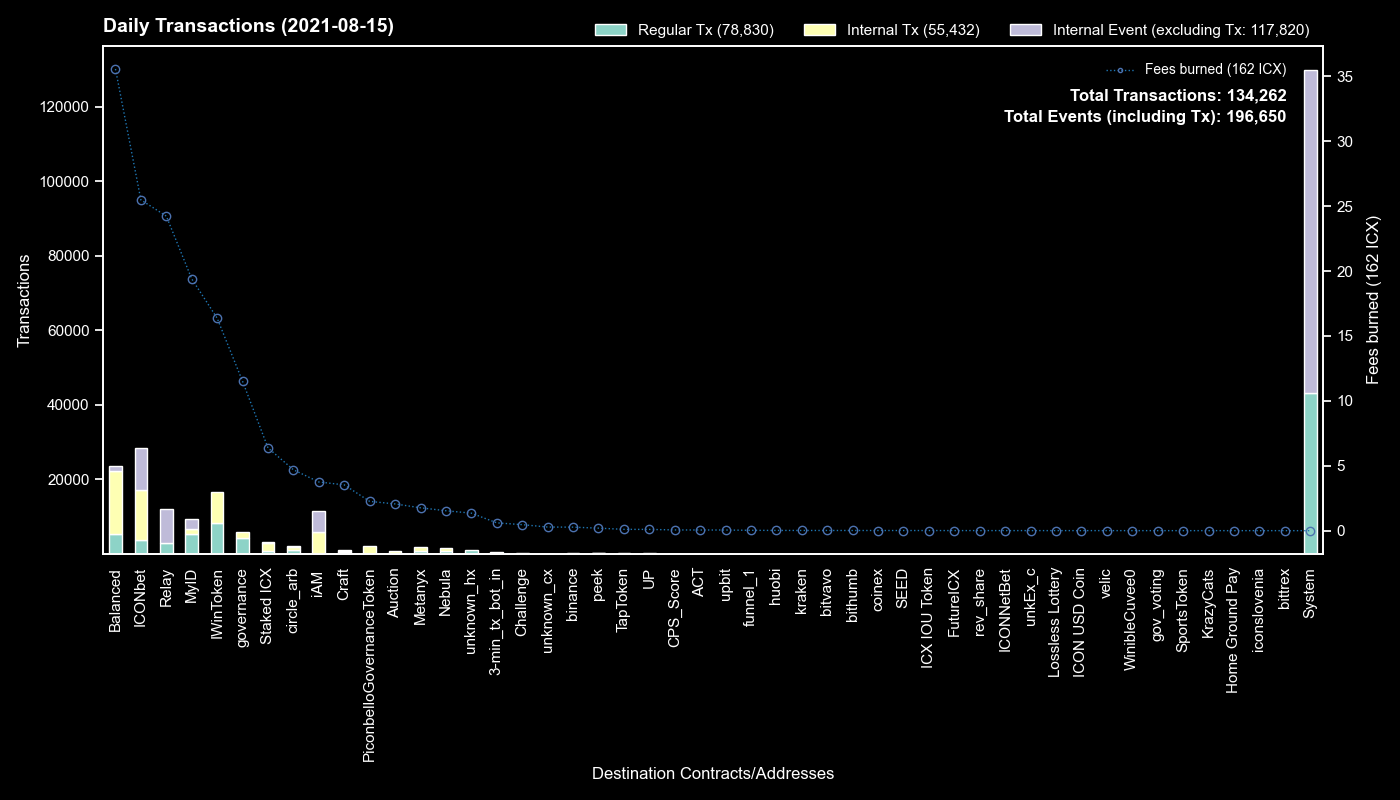 Daily Transactions (2021-08-15)
Regular Tx (78,830)
Internal Tx (55,432)
Internal Event (excluding Tx: 117,820)
Fees burned (162 ICX)
Total Transactions: 134,262
Total Events (including Tx): 196,650
Transactions
120000
100000
80000
60000
40000
20000
35
30
25
20
15
10
5
0
Fees burned (162 ICX)
Balanced
ICONbet
Relay
MyID
IWinToken
governance
Staked ICX
circle_arb
iAM
Craft
PiconbelloGovernanceToken
Auction
Metanyx
Nebula
unknown_hx
3-min_tx_bot_in
Challenge
unknown_cx
binance
peek
TapToken
UP
CPS_Score
ACT
upbit
funnel_1
huobi
kraken
bitvavo
bithumb
coinex
SEED
ICX IOU Token
FutureICX
rev_share
ICONNetBet
unkEx_c
Lossless Lottery
ICON USD Coin
velic
WinibleCuvee0
gov_voting
SportsToken
KrazyCats
Home Ground Pay
iconslovenia
bittrex
System
Destination Contracts/Addresses